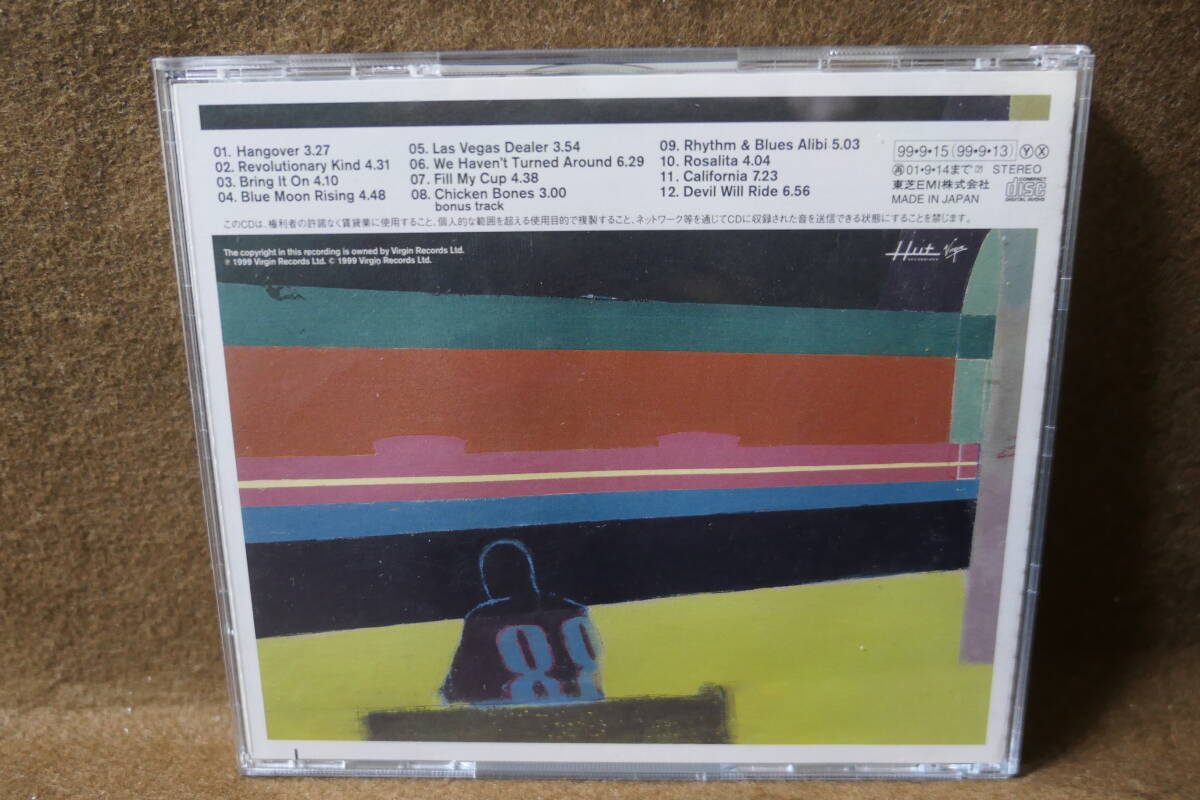 01. Hangover 3.27
02. Revolutionary Kind 4.31
03. Bring It On 4.10
04. Blue Moon Rising 4.48
05. Las Vegas Dealer 3.54
06. We Haven't Turned Around 6.29
07. Fill My Cup 4.38
08. Chicken Bones 3.00
bonus track
09. Rhythm & Blues Alibi 5.03
10. Rosalita 4.04
11. California 7.23
12. Devil Will Ride 6.56
99•9•15 (99•9•13) Ⓨ Ⓧ
再 01•9•14まで STEREO
東芝EMI株式会社
MADE IN JAPAN
COMPACT
disc
DIGITAL AUDIO
このCDは、権利者の許諾なく賃貸業に使用すること、個人的な範囲を超える使用目的で複製すること、ネットワーク等を通じてCDに収録された音を送信できる状態にすることを禁じます。
The copyright in this recording is owned by Virgin Records Ltd.
℗ 1999 Virgin Records Ltd. © 1999 Virgin Records Ltd.
Hut
RECORDINGS
Virgin
89